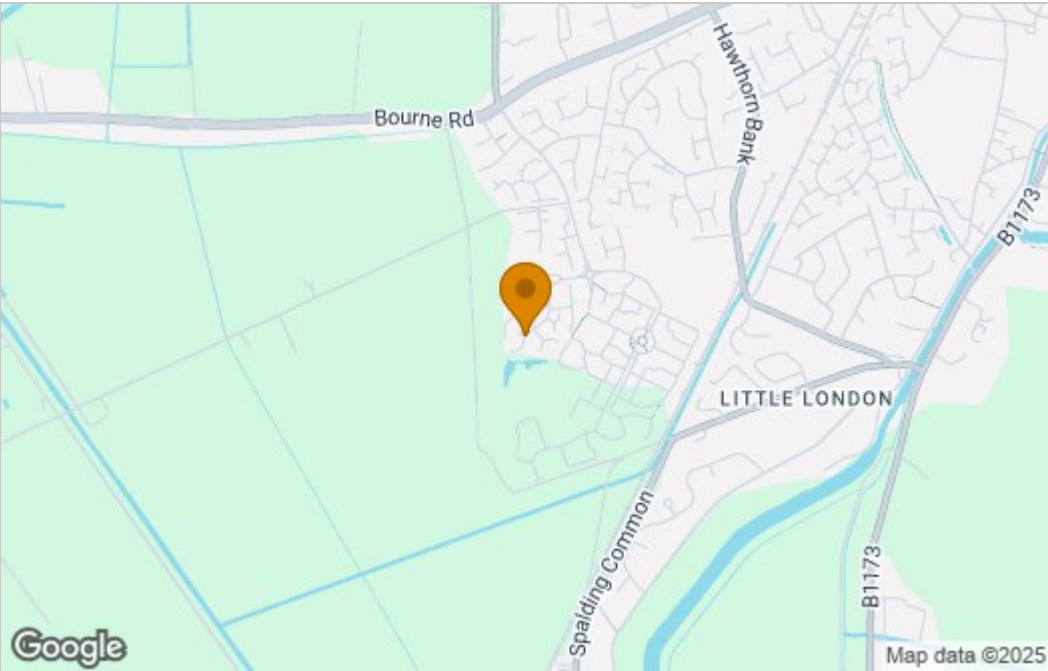 Hawthorn Bank
Bourne Rd
B1173
LITTLE LONDON
Spalding Common
B1173
Google
Map data ©2025